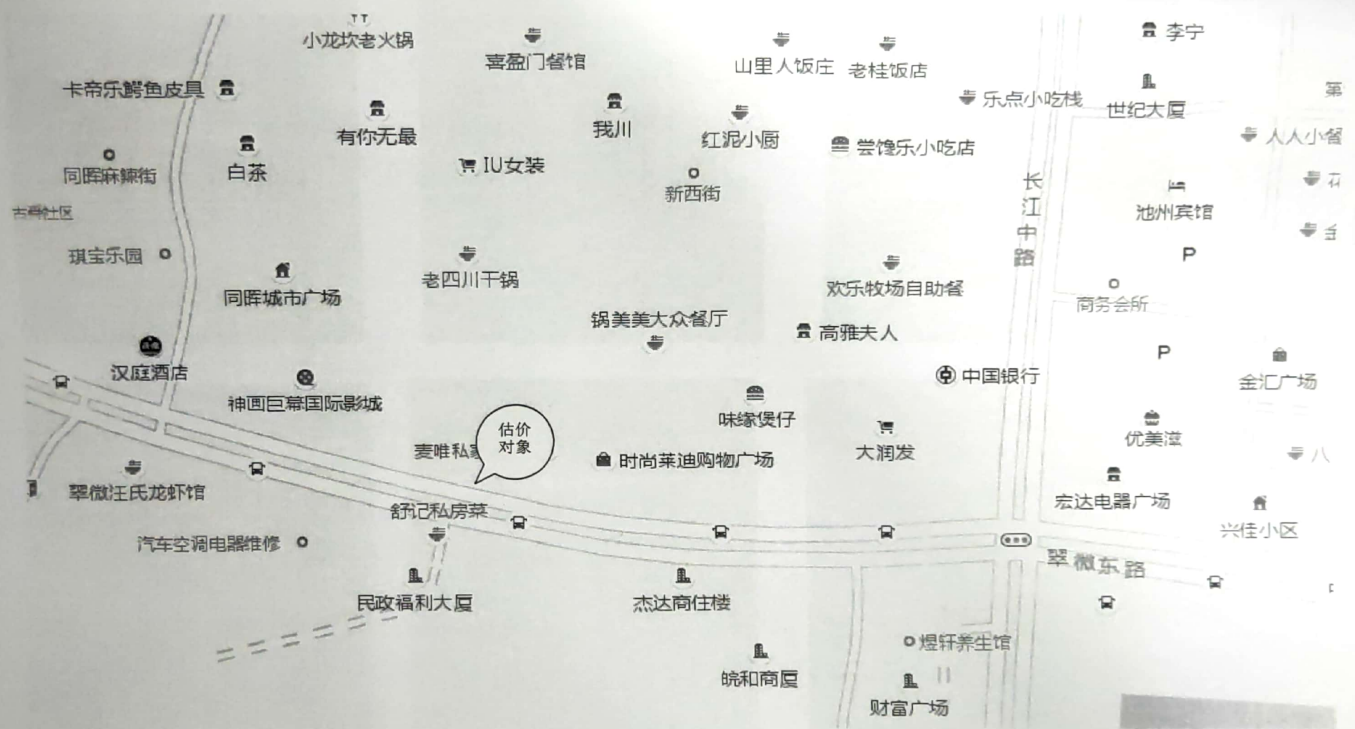 小龙坎老火锅
喜盈门餐馆
山里人饭庄
老桂饭店
李宁
卡帝乐鳄鱼皮具
有你无最
我川
红泥小厨
乐点小吃栈
世纪大厦
第
人人小餐
白茶
IU女装
尝馋乐小吃店
同晖麻辣街
新西街
长江中路
池州宾馆
花
古舜社区
琪宝乐园
同晖城市广场
老四川干锅
欢乐牧场自助餐
P
商务会所
锅美美大众餐厅
高雅夫人
汉庭酒店
神画巨幕国际影城
中国银行
P
金汇广场
味缘煲仔
估价
对象
麦唯私家
时尚莱迪购物广场
大润发
优美滋
八
翠微汪氏龙虾馆
舒记私房菜
宏达电器广场
兴佳小区
汽车空调电器维修
翠微东路
民政福利大厦
杰达商住楼
煜轩养生馆
皖和商厦
财富广场